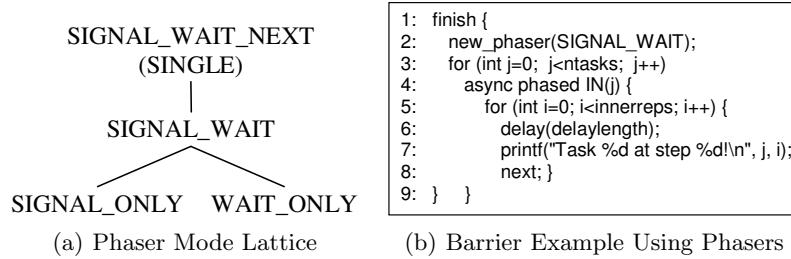 SIGNAL_WAIT_NEXT
(SINGLE)
SIGNAL_WAIT
SIGNAL_ONLY WAIT_ONLY
(a) Phaser Mode Lattice
1: finish {
2: new_phaser(SIGNAL_WAIT);
3: for (int j=0; j<ntasks; j++)
4: async phased IN(j) {
5: for (int i=0; i<innerreps; i++) {
6: delay(delaylength);
7: printf("Task %d at step %d!\n", j, i);
8: next; }
9: } }
(b) Barrier Example Using Phasers